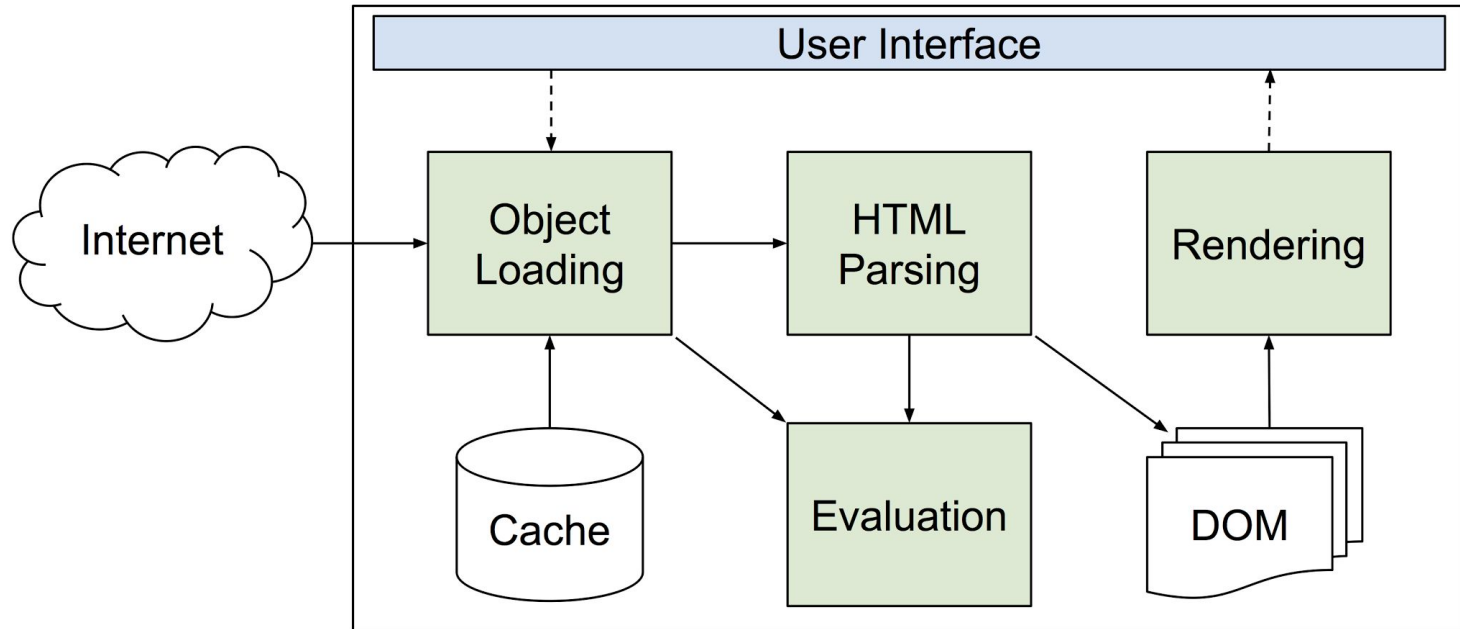 User Interface
Internet
Object
Loading
HTML
Parsing
Rendering
Cache
Evaluation
DOM